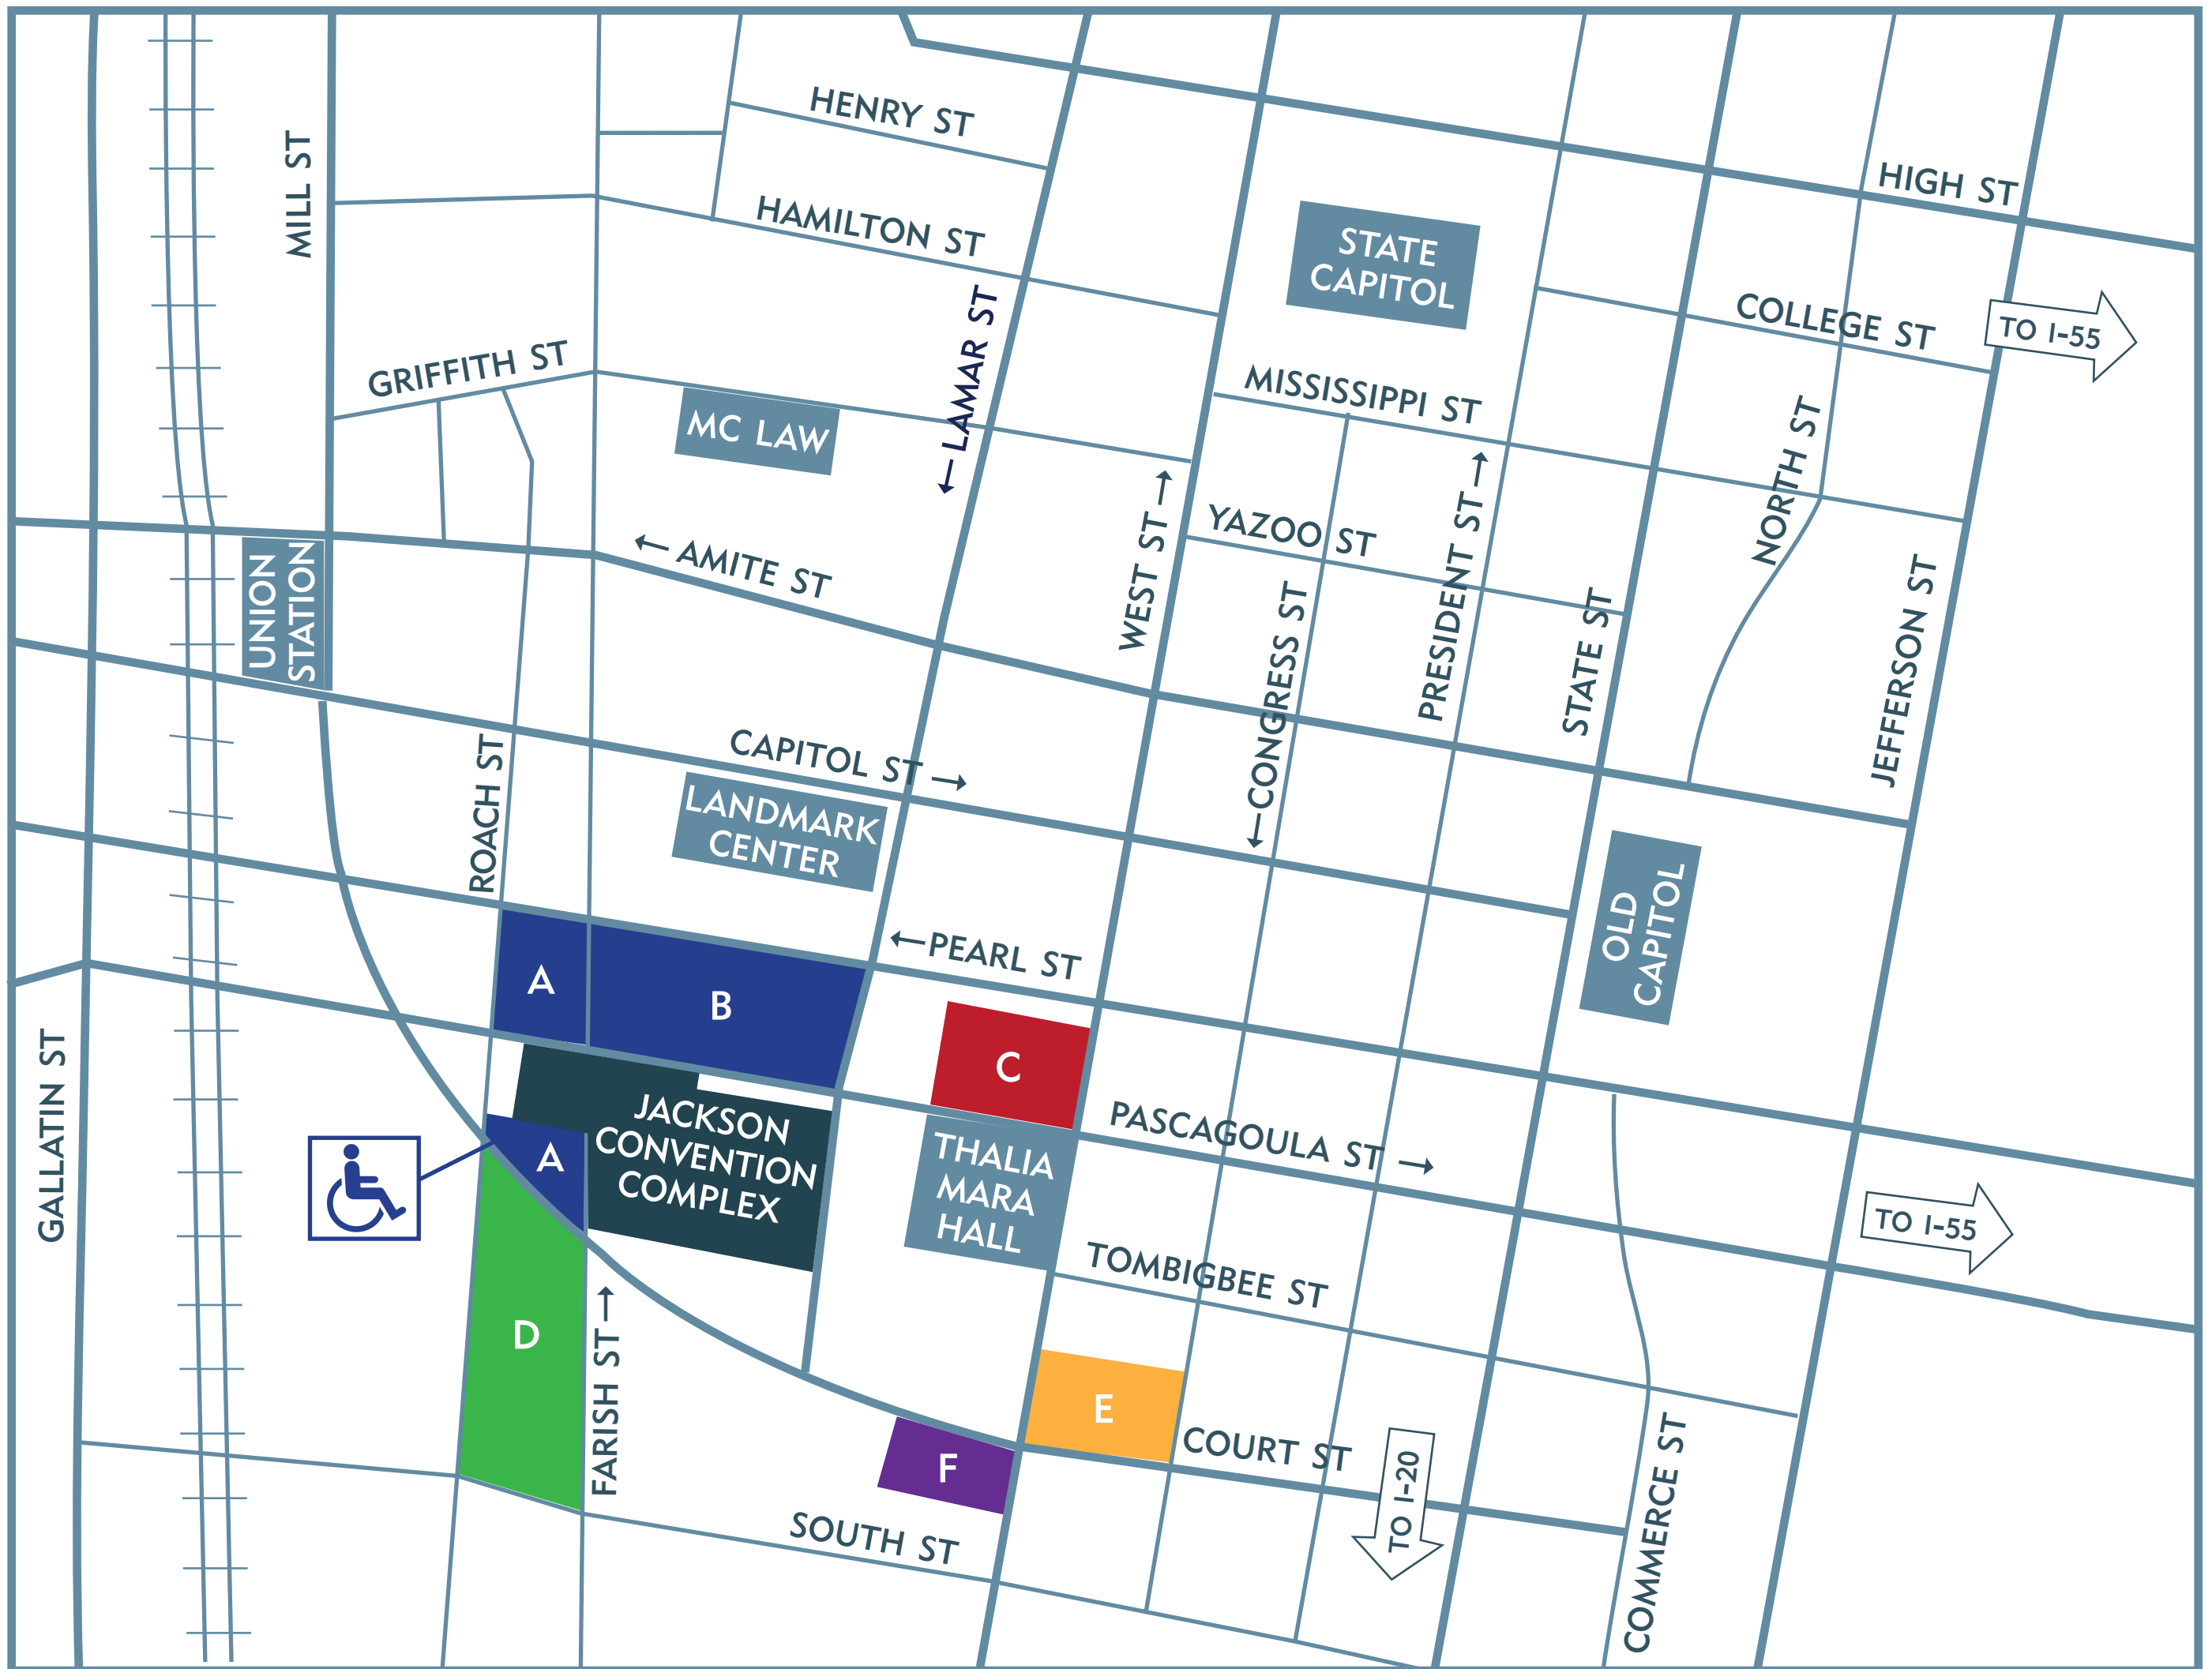 HENRY ST
MILL ST
HIGH ST
HAMILTON ST
STATE
CAPITOL
COLLEGE ST
TO I-55
← LAMAR ST
GRIFFITH ST
MISSISSIPPI ST
MC LAW
NORTH ST
WEST ST →
YAZOO ST
PRESIDENT ST →
← AMITE ST
UNION
STATION
← CONGRESS ST
STATE ST
JEFFERSON ST
CAPITOL ST →
ROACH ST
LANDMARK
CENTER
OLD
CAPITOL
← PEARL ST
A
B
C
GALLATIN ST
JACKSON
CONVENTION
COMPLEX
A
PASCAGOULA ST →
THALIA
MARA
HALL
TO I-55
TOMBIGBEE ST
D
FARISH ST →
E
COURT ST
F
TO I-20
COMMERCE ST
SOUTH ST